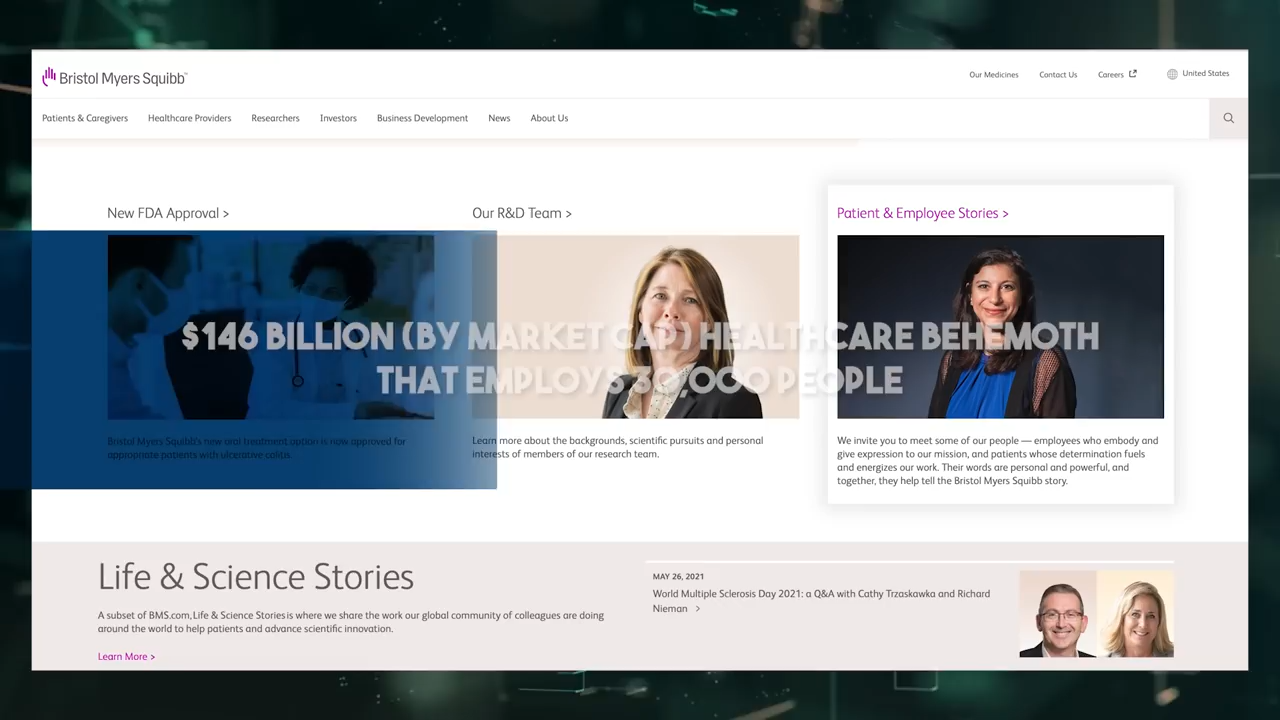 Bristol Myers Squibb™
Our Medicines
Contact Us
Careers
United States
Patients & Caregivers
Healthcare Providers
Researchers
Investors
Business Development
News
About Us
New FDA Approval >
Our R&D Team >
Patient & Employee Stories >
$146 BILLION (BY MARKET CAP) HEALTHCARE BEHEMOTH
THAT EMPLOYS 30,000 PEOPLE
Bristol Myers Squibb's new oral treatment option is now approved for
appropriate patients with ulcerative colitis.
Learn more about the backgrounds, scientific pursuits and personal
interests of members of our research team.
We invite you to meet some of our people — employees who embody and
give expression to our mission, and patients whose determination fuels
and energizes our work. Their words are personal and powerful, and
together, they help tell the Bristol Myers Squibb story.
Life & Science Stories
A subset of BMS.com, Life & Science Stories is where we share the work our global community of colleagues are doing
around the world to help patients and advance scientific innovation.
Learn More >
MAY 26, 2021
World Multiple Sclerosis Day 2021: a Q&A with Cathy Trzaskawka and Richard
Nieman >